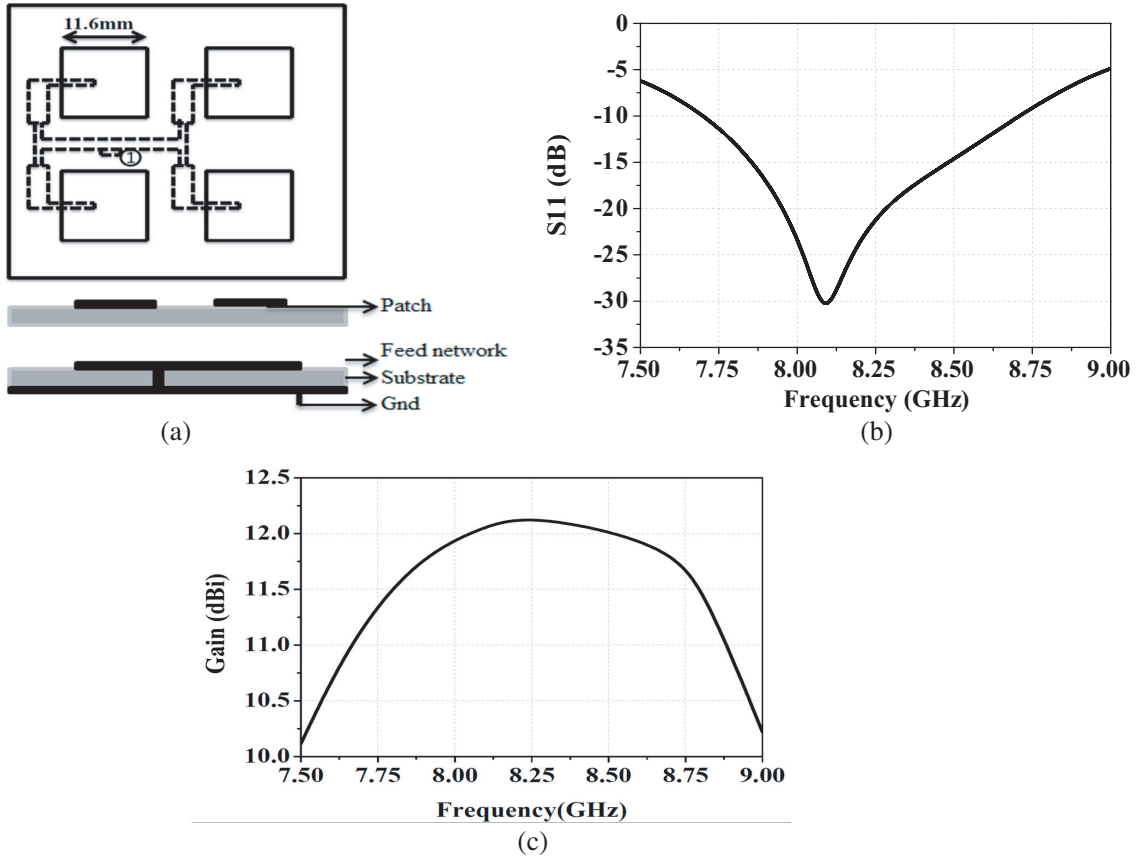 11.6mm
1
Patch
Feed network
Substrate
Gnd
(a)
0
-5
-10
-15
-20
-25
-30
-35
S11 (dB)
7.50 7.75 8.00 8.25 8.50 8.75 9.00
Frequency (GHz)
(b)
12.5
12.0
11.5
11.0
10.5
10.0
Gain (dBi)
7.50 7.75 8.00 8.25 8.50 8.75 9.00
Frequency(GHz)
(c)